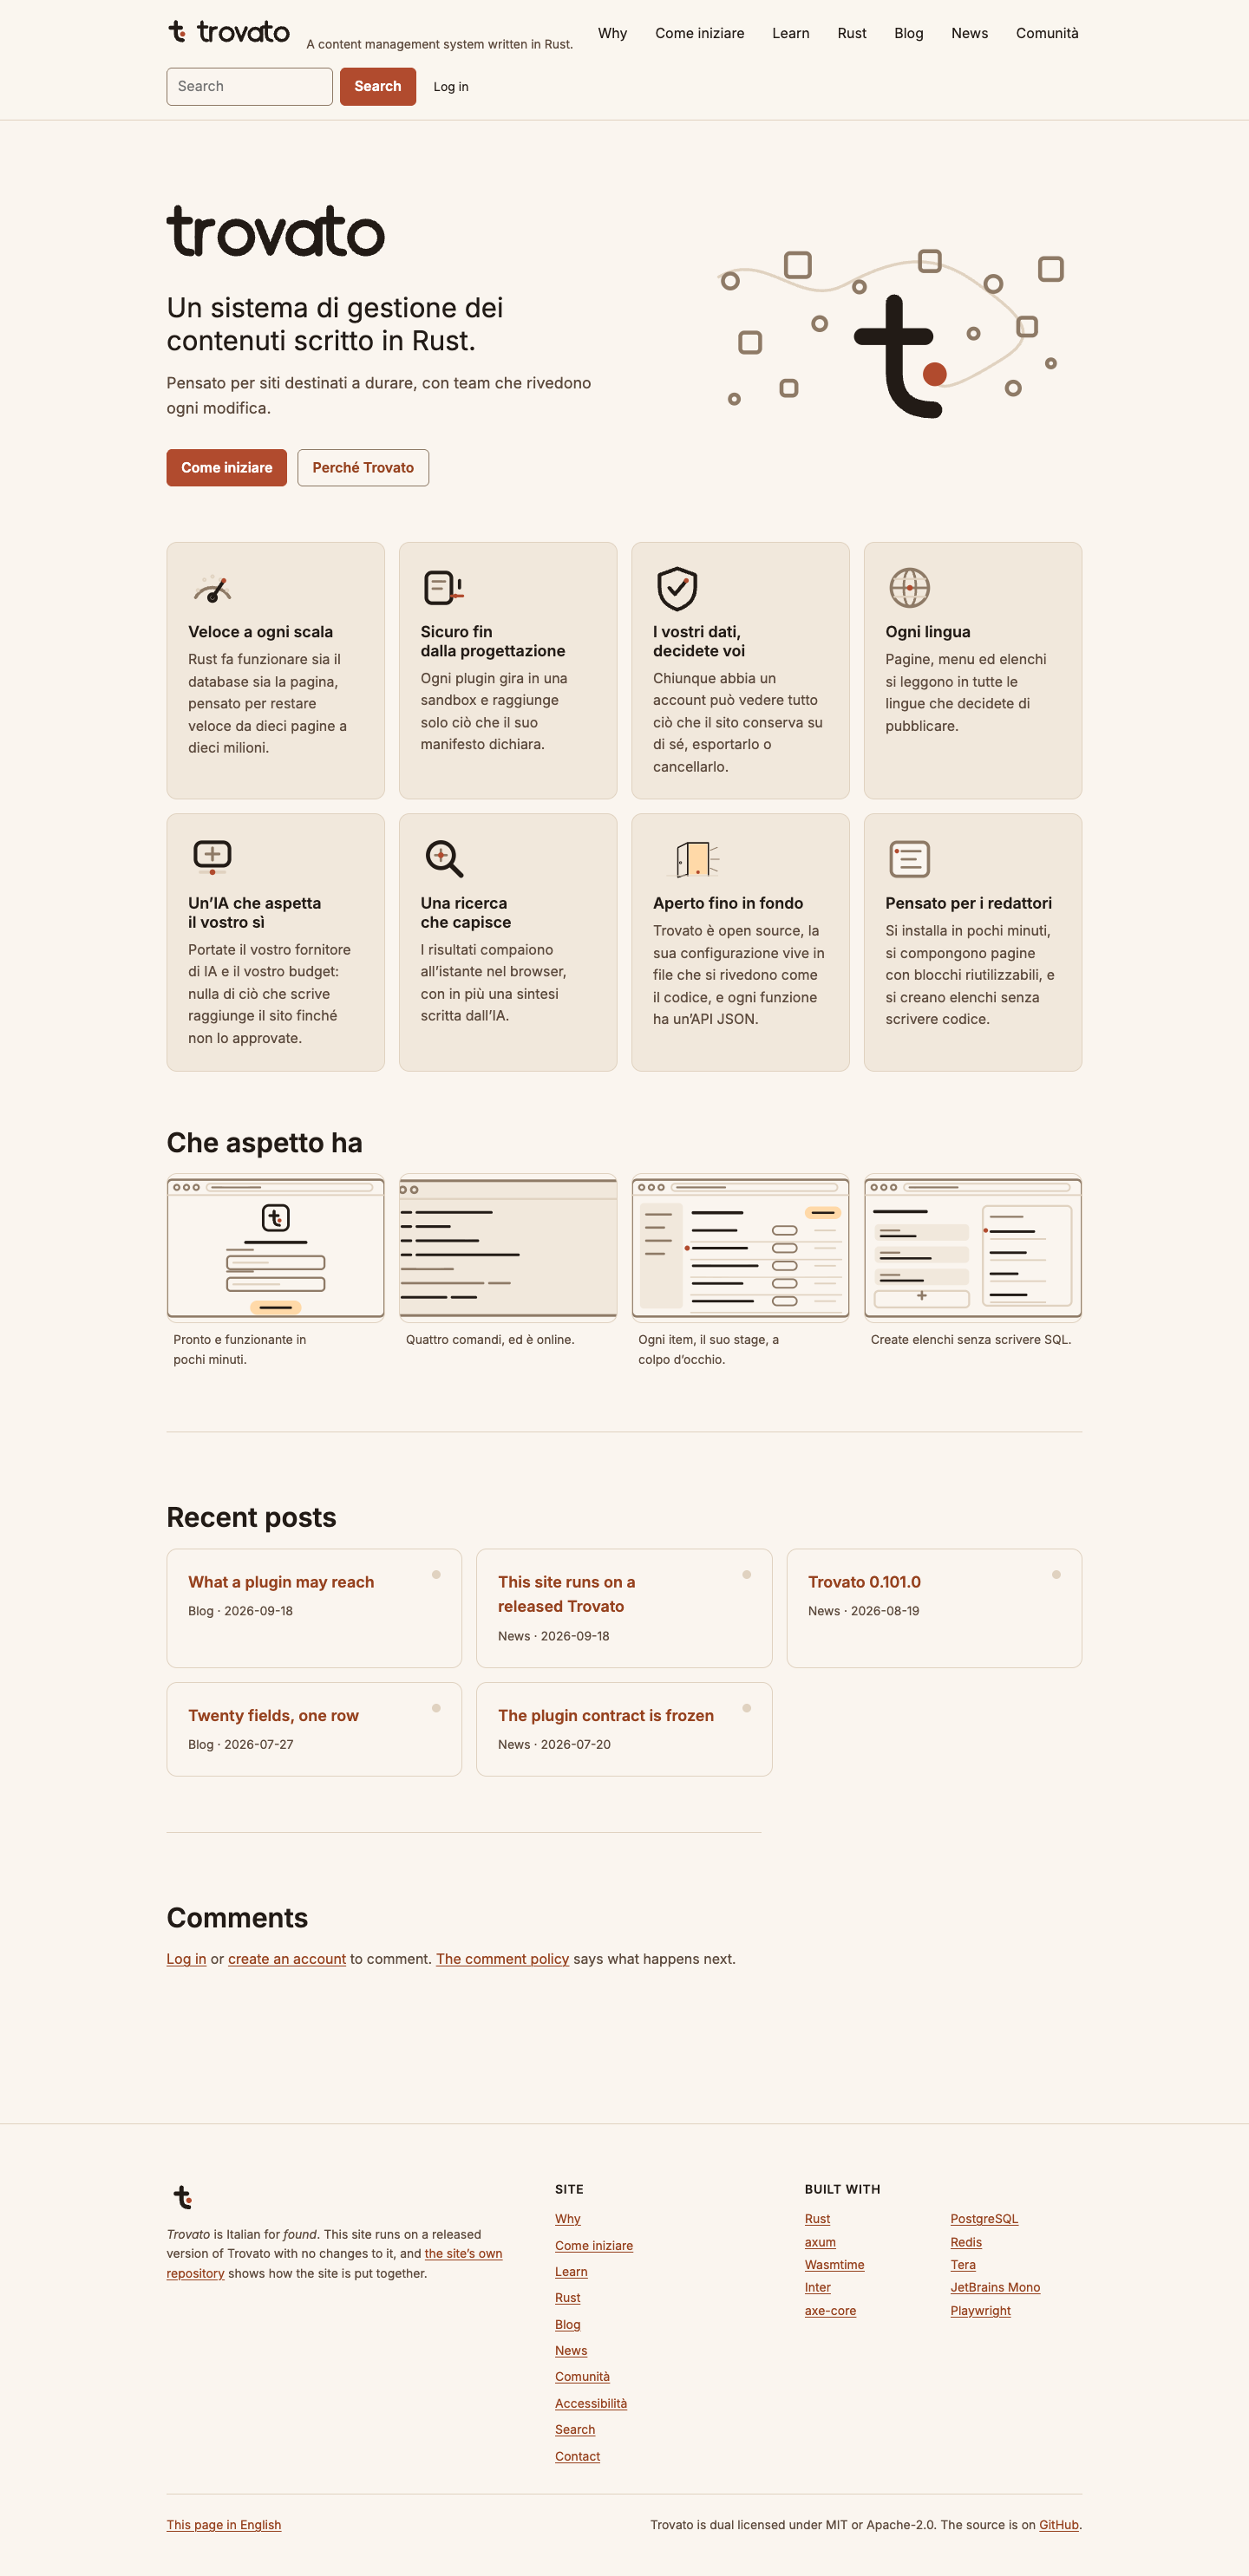 trovato
A content management system written in Rust.
Why
Come iniziare
Learn
Rust
Blog
News
Comunità
Search
Search
Log in
trovato
Un sistema di gestione dei
contenuti scritto in Rust.
Pensato per siti destinati a durare, con team che rivedono
ogni modifica.
Come iniziare
Perché Trovato
Veloce a ogni scala
Rust fa funzionare sia il
database sia la pagina,
pensato per restare
veloce da dieci pagine a
dieci milioni.
Sicuro fin
dalla progettazione
Ogni plugin gira in una
sandbox e raggiunge
solo ciò che il suo
manifesto dichiara.
I vostri dati,
decidete voi
Chiunque abbia un
account può vedere tutto
ciò che il sito conserva su
di sé, esportarlo o
cancellarlo.
Ogni lingua
Pagine, menu ed elenchi
si leggono in tutte le
lingue che decidete di
pubblicare.
Un’IA che aspetta
il vostro sì
Portate il vostro fornitore
di IA e il vostro budget:
nulla di ciò che scrive
raggiunge il sito finché
non lo approvate.
Una ricerca
che capisce
I risultati compaiono
all’istante nel browser,
con in più una sintesi
scritta dall’IA.
Aperto fino in fondo
Trovato è open source, la
sua configurazione vive in
file che si rivedono come
il codice, e ogni funzione
ha un’API JSON.
Pensato per i redattori
Si installa in pochi minuti,
si compongono pagine
con blocchi riutilizzabili, e
si creano elenchi senza
scrivere codice.
Che aspetto ha
Pronto e funzionante in
pochi minuti.
Quattro comandi, ed è online.
Ogni item, il suo stage, a
colpo d’occhio.
Create elenchi senza scrivere SQL.
Recent posts
What a plugin may reach
Blog · 2026-09-18
This site runs on a
released Trovato
News · 2026-09-18
Trovato 0.101.0
News · 2026-08-19
Twenty fields, one row
Blog · 2026-07-27
The plugin contract is frozen
News · 2026-07-20
Comments
Log in or create an account to comment. The comment policy says what happens next.
Trovato is Italian for found. This site runs on a released
version of Trovato with no changes to it, and the site’s own
repository shows how the site is put together.
SITE
Why
Come iniziare
Learn
Rust
Blog
News
Comunità
Accessibilità
Search
Contact
BUILT WITH
Rust
axum
Wasmtime
Inter
axe-core
PostgreSQL
Redis
Tera
JetBrains Mono
Playwright
This page in English
Trovato is dual licensed under MIT or Apache-2.0. The source is on GitHub.